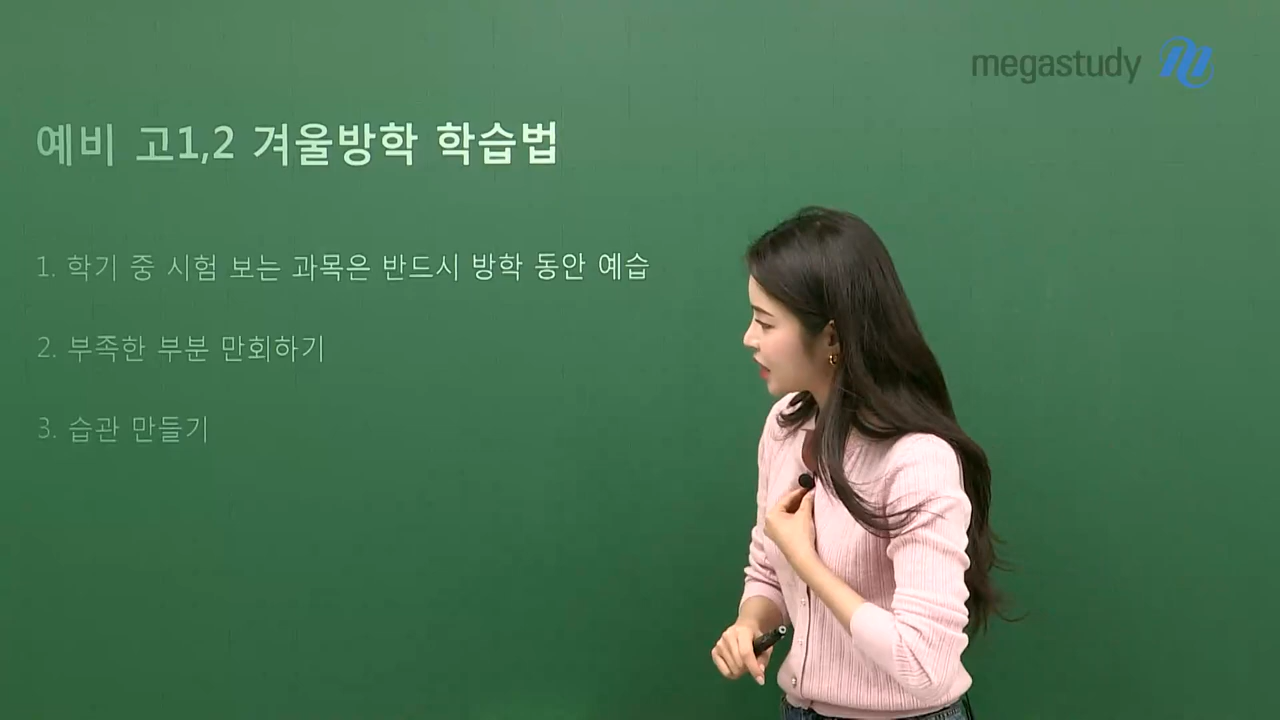 megastudy
예비 고1,2 겨울방학 학습법
1. 학기 중 시험 보는 과목은 반드시 방학 동안 예습
2. 부족한 부분 만회하기
3. 습관 만들기